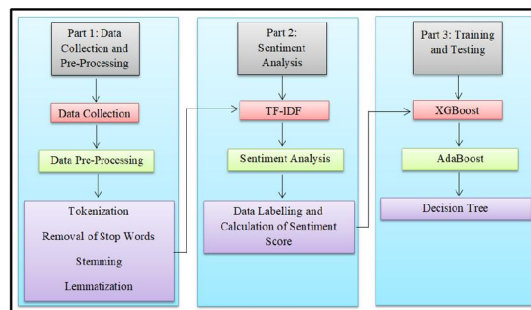 Part 1: Data
Collection and
Pre-Processing
Data Collection
Data Pre-Processing
Tokenization
Removal of Stop Words
Stemming
Lemmatization
Part 2:
Sentiment
Analysis
TF-IDF
Sentiment Analysis
Data Labelling and
Calculation of Sentiment
Score
Part 3: Training
and Testing
XGBoost
AdaBoost
Decision Tree